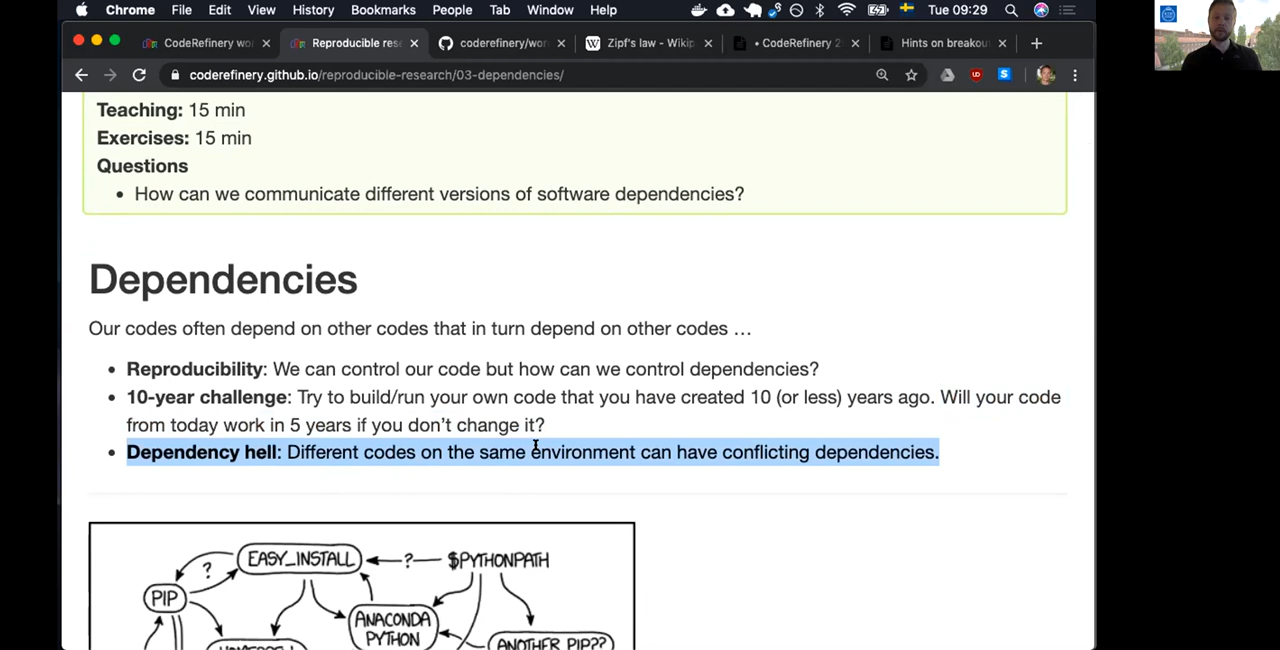 Chrome File Edit View History Bookmarks People Tab Window Help Tue 09:29
CodeRefinery wo Reproducible res coderefinery/wor Zipf's law - Wikip • CodeRefinery 2 Hints on breakou
coderefinery.github.io/reproducible-research/03-dependencies/
Teaching: 15 min
Exercises: 15 min
Questions
• How can we communicate different versions of software dependencies?
Dependencies
Our codes often depend on other codes that in turn depend on other codes …
• Reproducibility: We can control our code but how can we control dependencies?
• 10-year challenge: Try to build/run your own code that you have created 10 (or less) years ago. Will your code
from today work in 5 years if you don't change it?
• Dependency hell: Different codes on the same environment can have conflicting dependencies.
EASY_INSTALL ? $PYTHONPATH
?
PIP
ANACONDA
PYTHON
ANOTHER PIP??